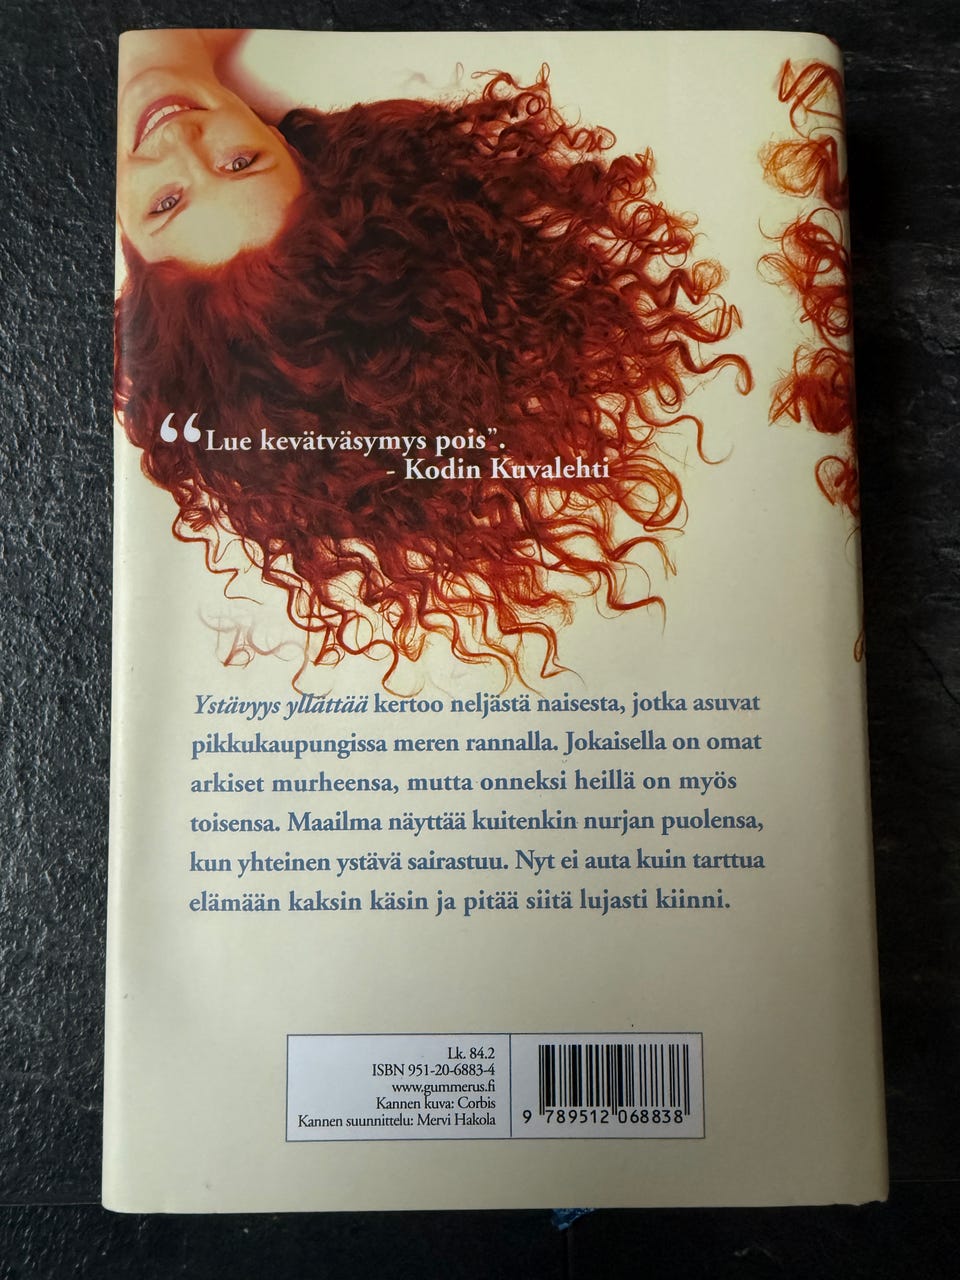 “Lue kevätväsymys pois”.
- Kodin Kuvalehti
Ystävyys yllättää kertoo neljästä naisesta, jotka asuvat
pikkukaupungissa meren rannalla. Jokaisella on omat
arkiset murheensa, mutta onneksi heillä on myös
toisensa. Maailma näyttää kuitenkin nurjan puolensa,
kun yhteinen ystävä sairastuu. Nyt ei auta kuin tarttua
elämään kaksin käsin ja pitää siitä lujasti kiinni.
Lk. 84.2
ISBN 951-20-6883-4
www.gummerus.fi
Kannen kuva: Corbis
Kannen suunnittelu: Mervi Hakola
9 789512 068838